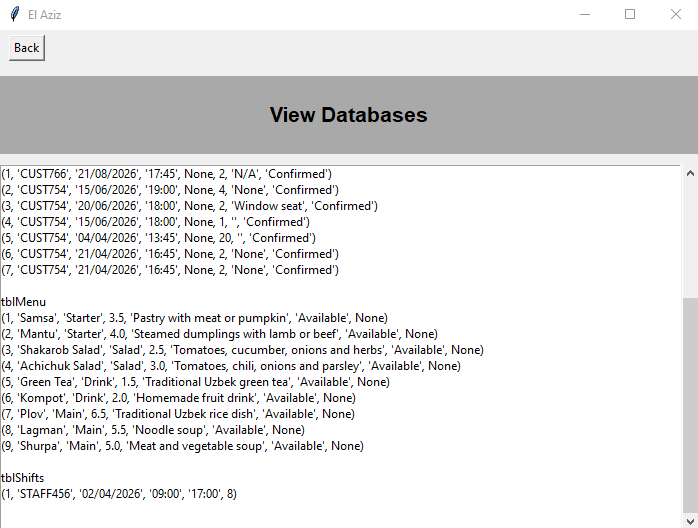 El Aziz
Back
View Databases
(1, 'CUST766', '21/08/2026', '17:45', None, 2, 'N/A', 'Confirmed')
(2, 'CUST754', '15/06/2026', '19:00', None, 4, 'None', 'Confirmed')
(3, 'CUST754', '20/06/2026', '18:00', None, 2, 'Window seat', 'Confirmed')
(4, 'CUST754', '15/06/2026', '18:00', None, 1, '', 'Confirmed')
(5, 'CUST754', '04/04/2026', '13:45', None, 20, '', 'Confirmed')
(6, 'CUST754', '21/04/2026', '16:45', None, 2, 'None', 'Confirmed')
(7, 'CUST754', '21/04/2026', '16:45', None, 2, 'None', 'Confirmed')
tblMenu
(1, 'Samsa', 'Starter', 3.5, 'Pastry with meat or pumpkin', 'Available', None)
(2, 'Mantu', 'Starter', 4.0, 'Steamed dumplings with lamb or beef', 'Available', None)
(3, 'Shakarob Salad', 'Salad', 2.5, 'Tomatoes, cucumber, onions and herbs', 'Available', None)
(4, 'Achichuk Salad', 'Salad', 3.0, 'Tomatoes, chili, onions and parsley', 'Available', None)
(5, 'Green Tea', 'Drink', 1.5, 'Traditional Uzbek green tea', 'Available', None)
(6, 'Kompot', 'Drink', 2.0, 'Homemade fruit drink', 'Available', None)
(7, 'Plov', 'Main', 6.5, 'Traditional Uzbek rice dish', 'Available', None)
(8, 'Lagman', 'Main', 5.5, 'Noodle soup', 'Available', None)
(9, 'Shurpa', 'Main', 5.0, 'Meat and vegetable soup', 'Available', None)
tblShifts
(1, 'STAFF456', '02/04/2026', '09:00', '17:00', 8)